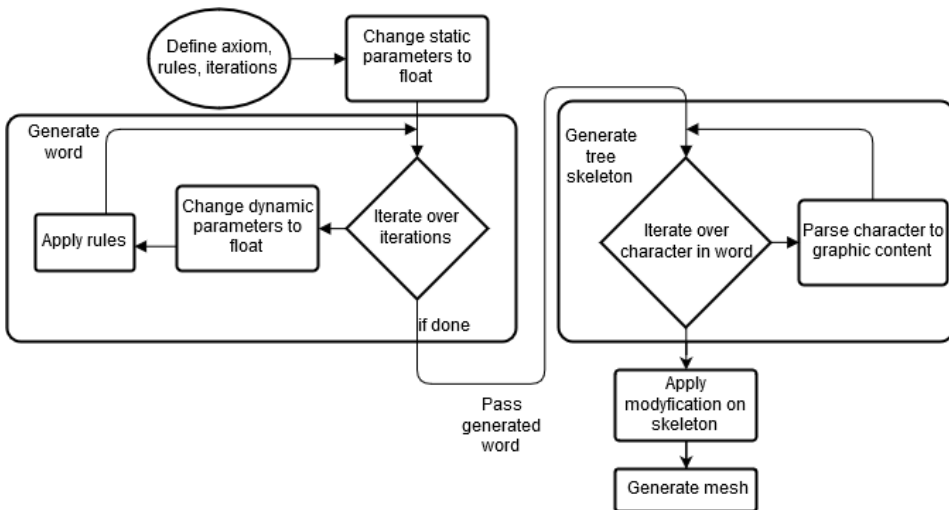 Define axiom,
rules, iterations
Change static
parameters to
float
Generate
word
Apply rules
Change dynamic
parameters to
float
Iterate over
iterations
if done
Pass
generated
word
Generate
tree
skeleton
Iterate over
character in word
Parse character to
graphic content
Apply
modyfication on
skeleton
Generate mesh